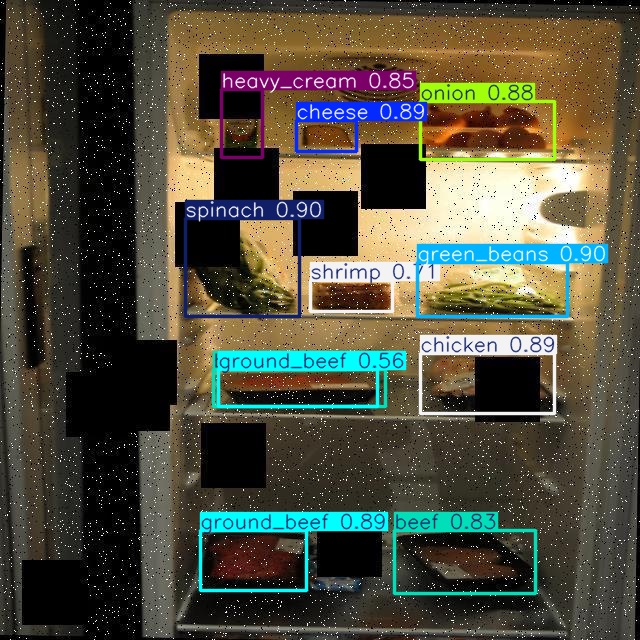 heavy_cream 0.85
cheese 0.89
onion 0.88
spinach 0.90
green_beans 0.90
shrimp 0.71
ground_beef 0.56
chicken 0.89
ground_beef 0.89
beef 0.83